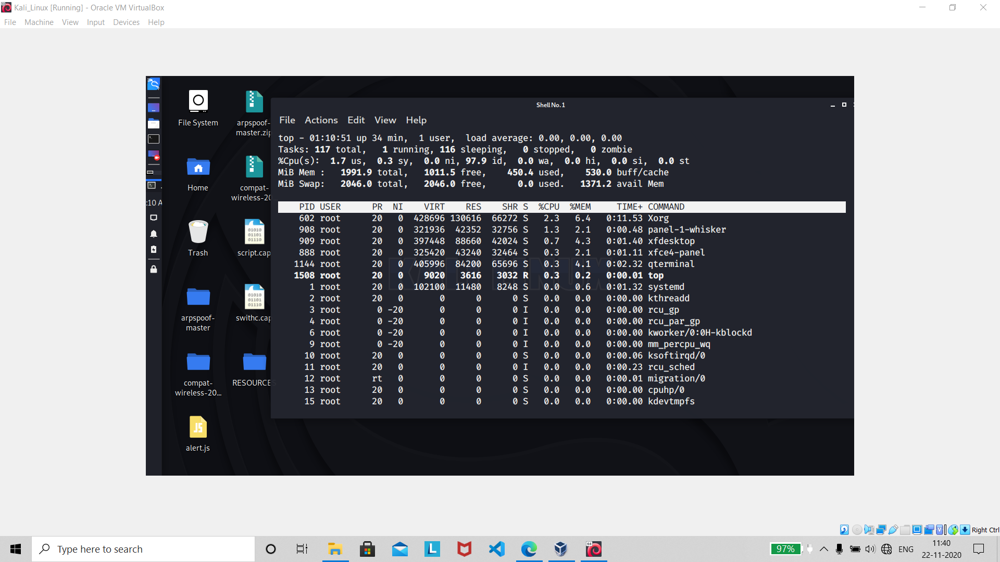 Kali_Linux [Running] - Oracle VM VirtualBox
File Machine View Input Devices Help
File System
arpspoof-
master.zip
Home
compat-
wireless-20
:10 A
Trash
script.cap
arpspoof-
master
swithc.cap
compat-
wireless-20...
RESOURCES
JS
alert.js
Shell No.1
File Actions Edit View Help
top - 01:10:51 up 34 min,  1 user,  load average: 0.00, 0.00, 0.00
Tasks: 117 total,   1 running, 116 sleeping,   0 stopped,   0 zombie
%Cpu(s):  1.7 us,  0.3 sy,  0.0 ni, 97.9 id,  0.0 wa,  0.0 hi,  0.0 si,  0.0 st
MiB Mem :   1991.9 total,   1011.5 free,    450.4 used,    530.0 buff/cache
MiB Swap:   2046.0 total,   2046.0 free,      0.0 used.   1371.2 avail Mem
PID USER      PR  NI    VIRT    RES    SHR S  %CPU  %MEM     TIME+ COMMAND
602 root      20   0  428696 130616  66272 S   2.3   6.4   0:11.53 Xorg
908 root      20   0  321936  42352  32756 S   1.3   2.1   0:00.48 panel-1-whisker
909 root      20   0  397448  88660  42024 S   0.7   4.3   0:01.40 xfdesktop
888 root      20   0  325420  43240  32464 S   0.3   2.1   0:01.11 xfce4-panel
1144 root      20   0  405996  84200  65696 S   0.3   4.1   0:02.32 qterminal
1508 root      20   0    9020   3616   3032 R   0.3   0.2   0:00.01 top
1 root      20   0  102100  11480   8248 S   0.0   0.6   0:01.32 systemd
2 root      20   0       0      0      0 S   0.0   0.0   0:00.00 kthreadd
3 root       0 -20       0      0      0 I   0.0   0.0   0:00.00 rcu_gp
4 root       0 -20       0      0      0 I   0.0   0.0   0:00.00 rcu_par_gp
6 root       0 -20       0      0      0 I   0.0   0.0   0:00.00 kworker/0:0H-kblockd
9 root       0 -20       0      0      0 I   0.0   0.0   0:00.00 mm_percpu_wq
10 root      20   0       0      0      0 S   0.0   0.0   0:00.06 ksoftirqd/0
11 root      20   0       0      0      0 I   0.0   0.0   0:00.23 rcu_sched
12 root      rt   0       0      0      0 S   0.0   0.0   0:00.01 migration/0
13 root      20   0       0      0      0 S   0.0   0.0   0:00.00 cpuhp/0
15 root      20   0       0      0      0 S   0.0   0.0   0:00.00 kdevtmpfs
KALI LINUX
Right Ctrl
Type here to search
97%
ENG
11:40
22-11-2020